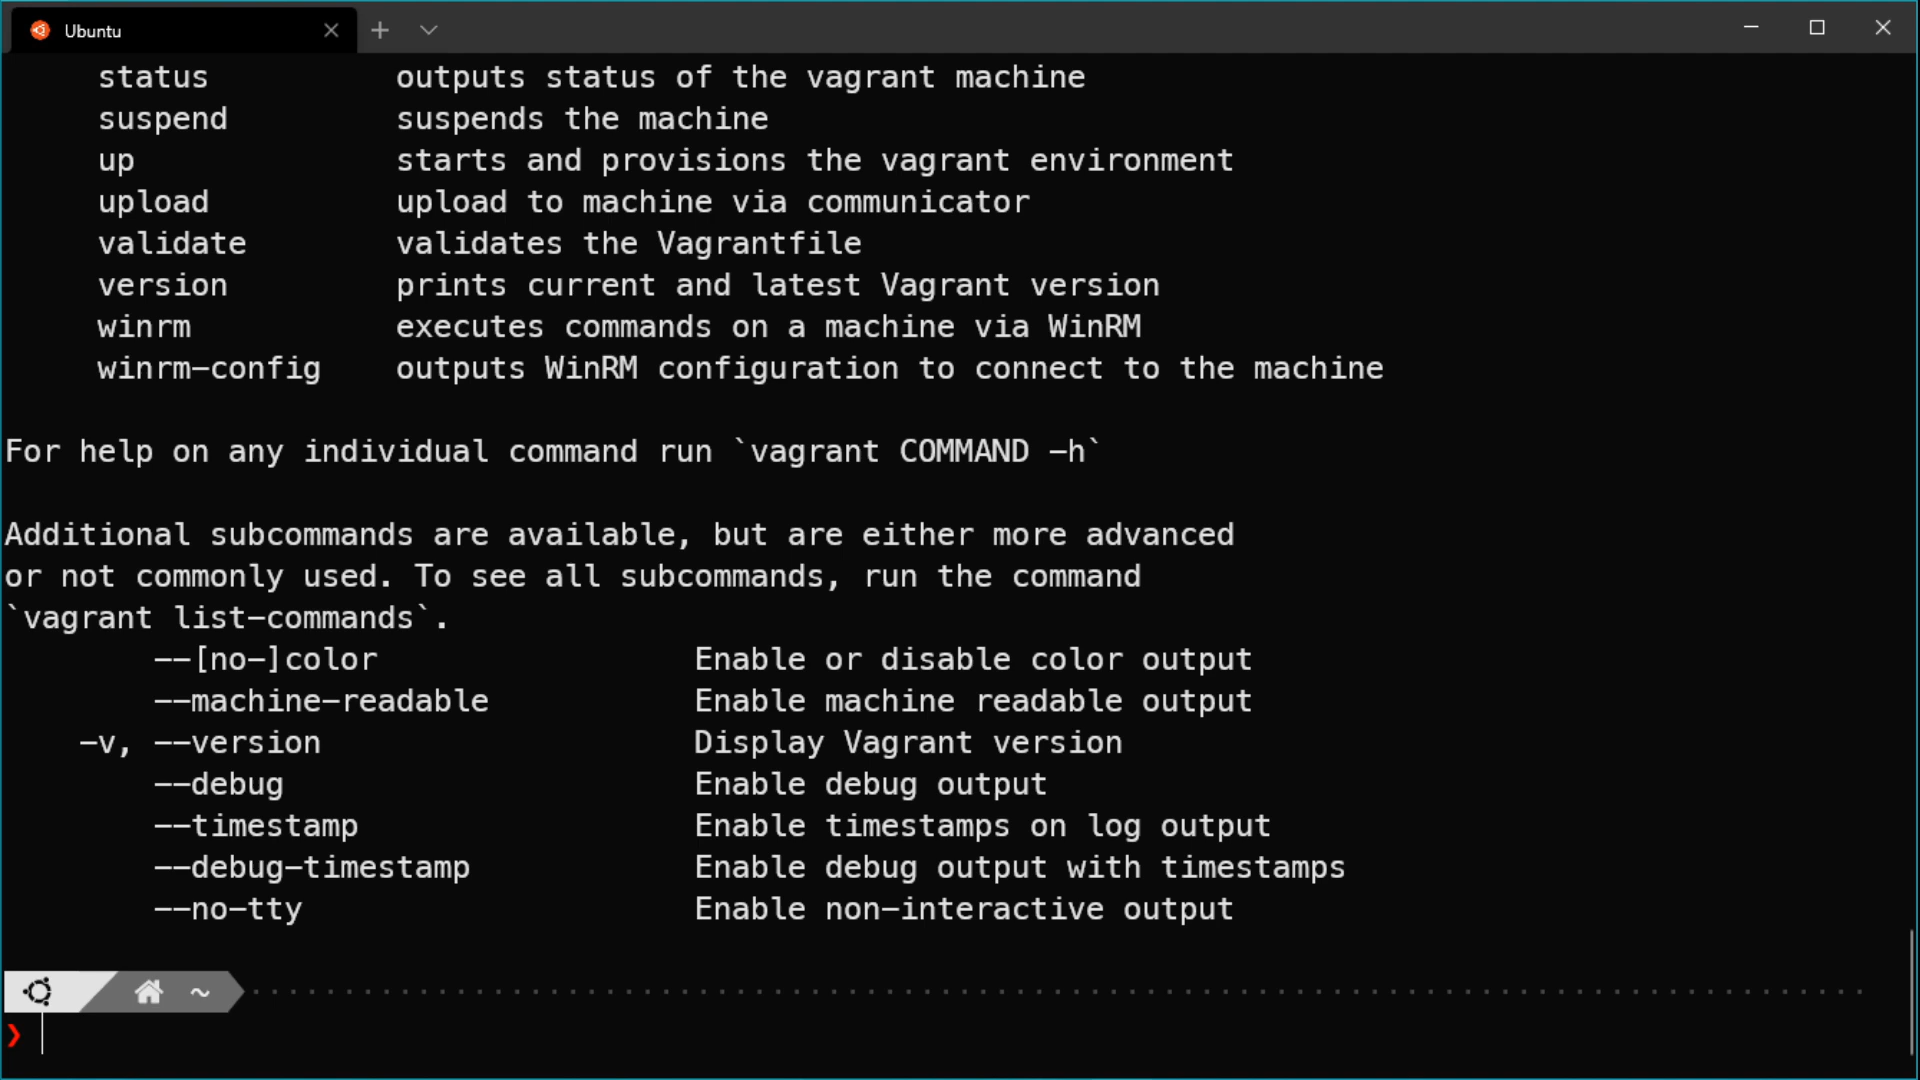 Ubuntu
status outputs status of the vagrant machine
suspend suspends the machine
up starts and provisions the vagrant environment
upload upload to machine via communicator
validate validates the Vagrantfile
version prints current and latest Vagrant version
winrm executes commands on a machine via WinRM
winrm-config outputs WinRM configuration to connect to the machine
For help on any individual command run `vagrant COMMAND -h`
Additional subcommands are available, but are either more advanced
or not commonly used. To see all subcommands, run the command
`vagrant list-commands`.
--[no-]color Enable or disable color output
--machine-readable Enable machine readable output
-v, --version Display Vagrant version
--debug Enable debug output
--timestamp Enable timestamps on log output
--debug-timestamp Enable debug output with timestamps
--no-tty Enable non-interactive output
~
❯